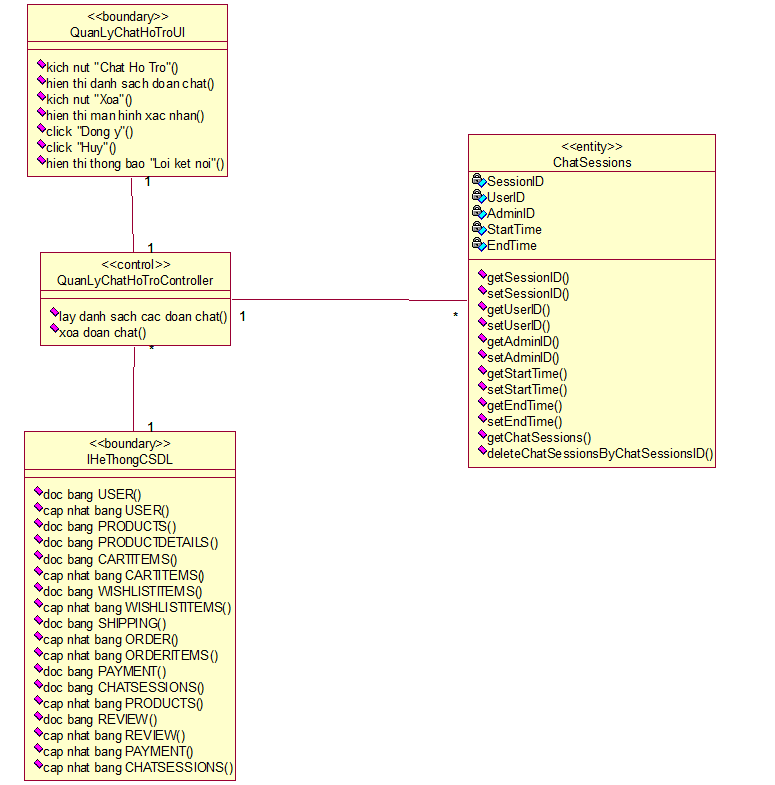 <<boundary>>
QuanLyChatHoTroUI
kich nut "Chat Ho Tro"()
hien thi danh sach doan chat()
kich nut "Xoa"()
hien thi man hinh xac nhan()
click "Dong y"()
click "Huy"()
hien thi thong bao "Loi ket noi"()
1
1
<<control>>
QuanLyChatHoTroController
lay danh sach cac doan chat()
xoa doan chat()
1
*
*
1
<<entity>>
ChatSessions
SessionID
UserID
AdminID
StartTime
EndTime
getSessionID()
setSessionID()
getUserID()
setUserID()
getAdminID()
setAdminID()
getStartTime()
setStartTime()
getEndTime()
setEndTime()
getChatSessions()
deleteChatSessionsByChatSessionsID()
<<boundary>>
IHeThongCSDL
doc bang USER()
cap nhat bang USER()
doc bang PRODUCTS()
doc bang PRODUCTDETAILS()
doc bang CARTITEMS()
cap nhat bang CARTITEMS()
doc bang WISHLISTITEMS()
cap nhat bang WISHLISTITEMS()
doc bang SHIPPING()
cap nhat bang ORDER()
cap nhat bang ORDERITEMS()
doc bang PAYMENT()
doc bang CHATSESSIONS()
cap nhat bang PRODUCTS()
doc bang REVIEW()
cap nhat bang REVIEW()
cap nhat bang PAYMENT()
cap nhat bang CHATSESSIONS()